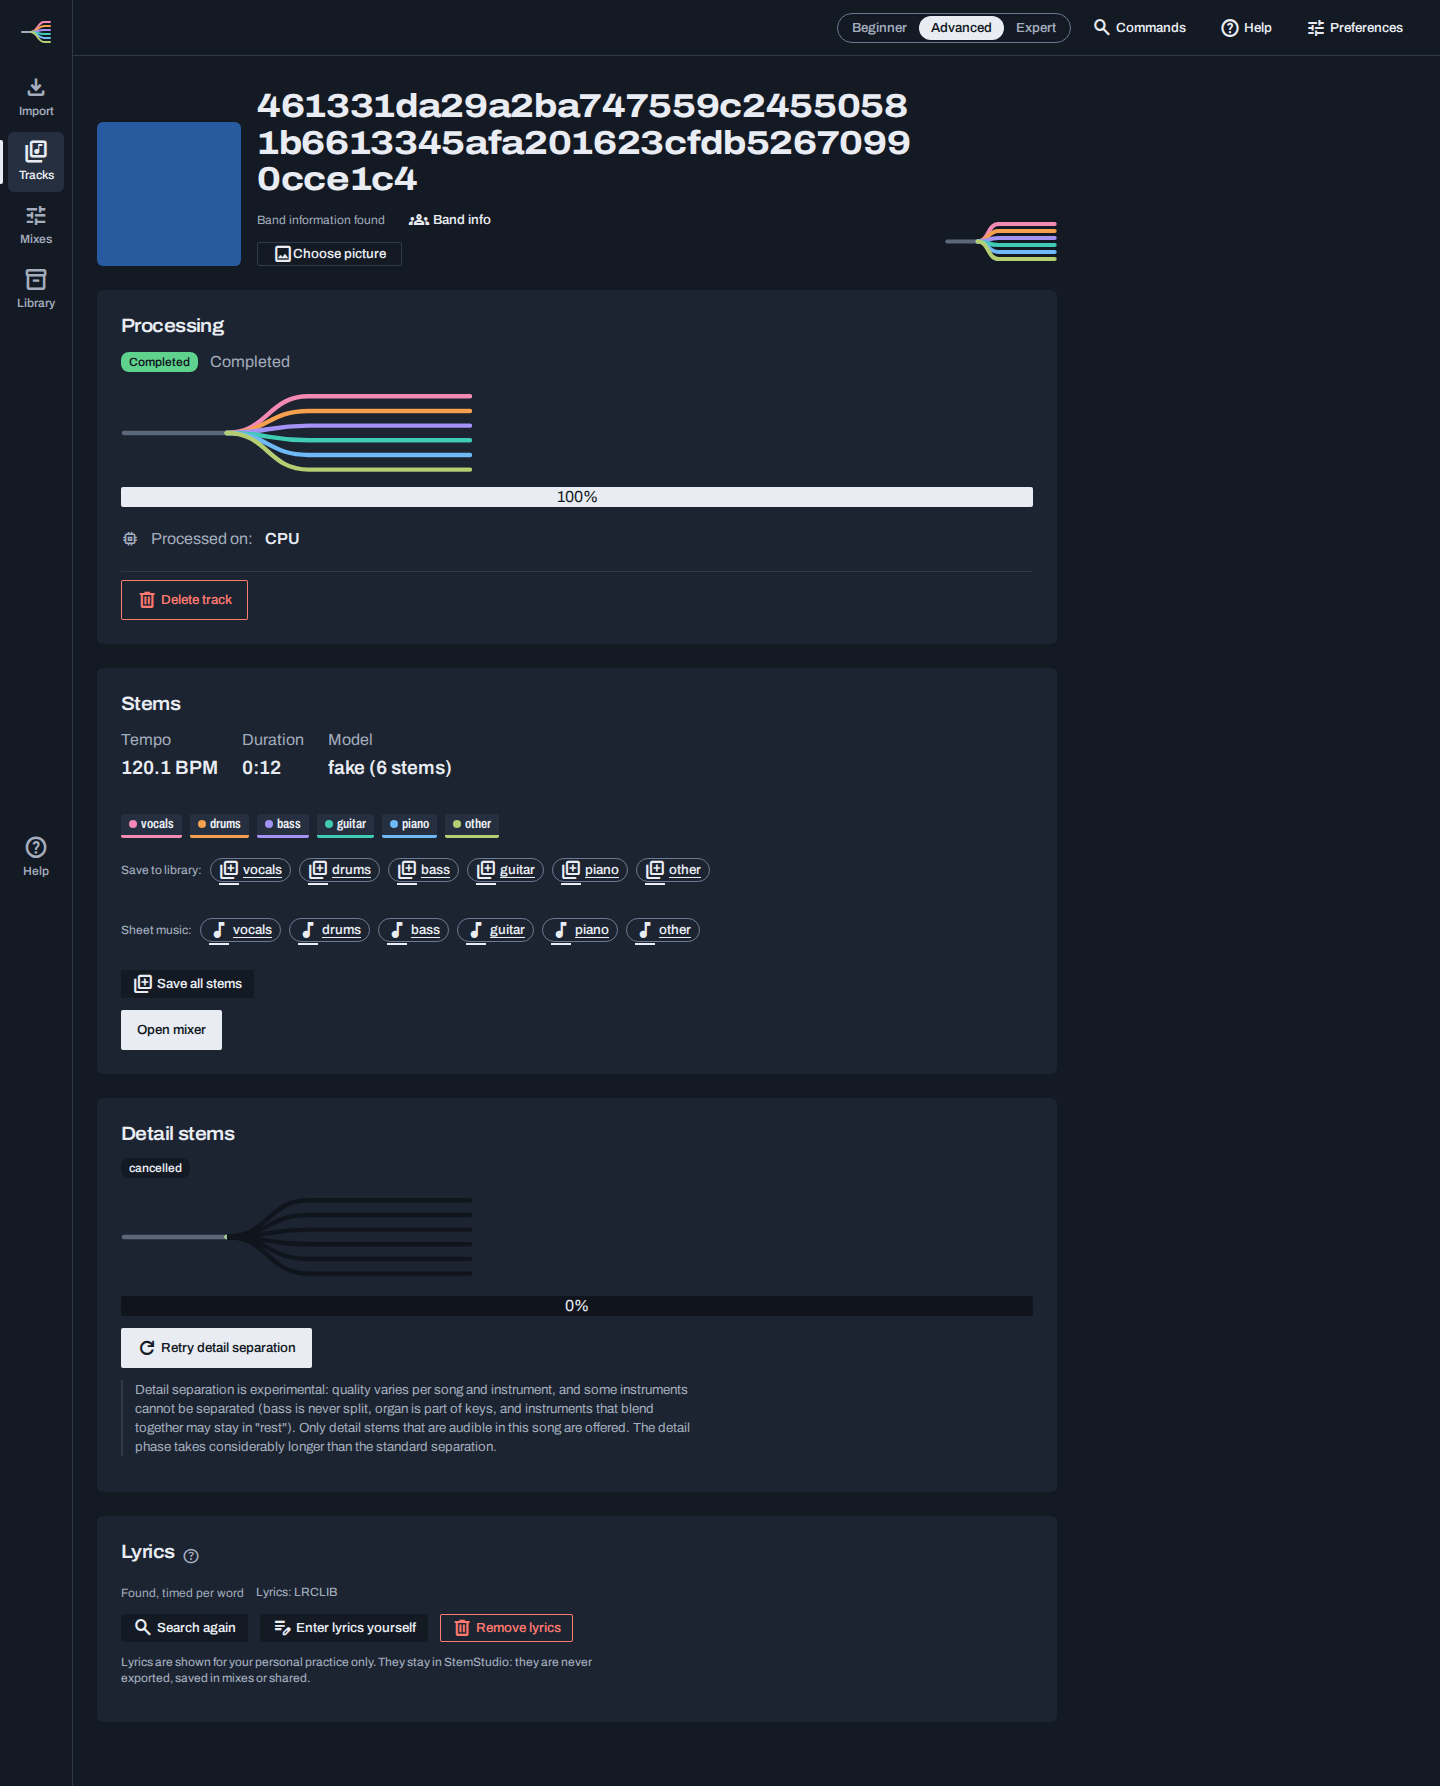 Beginner Advanced Expert Commands Help Preferences
Import
Tracks
Mixes
Library
Help
461331da29a2ba747559c2455058
1b6613345afa201623cfdb5267099
0cce1c4
Band information found Band info
Choose picture
Processing
Completed Completed
100%
Processed on: CPU
Delete track
Stems
Tempo Duration Model
120.1 BPM 0:12 fake (6 stems)
vocals drums bass guitar piano other
Save to library: vocals drums bass guitar piano other
Sheet music: vocals drums bass guitar piano other
Save all stems
Open mixer
Detail stems
cancelled
0%
Retry detail separation
Detail separation is experimental: quality varies per song and instrument, and some instruments
cannot be separated (bass is never split, organ is part of keys, and instruments that blend
together may stay in "rest"). Only detail stems that are audible in this song are offered. The detail
phase takes considerably longer than the standard separation.
Lyrics
Found, timed per word Lyrics: LRCLIB
Search again Enter lyrics yourself Remove lyrics
Lyrics are shown for your personal practice only. They stay in StemStudio: they are never
exported, saved in mixes or shared.